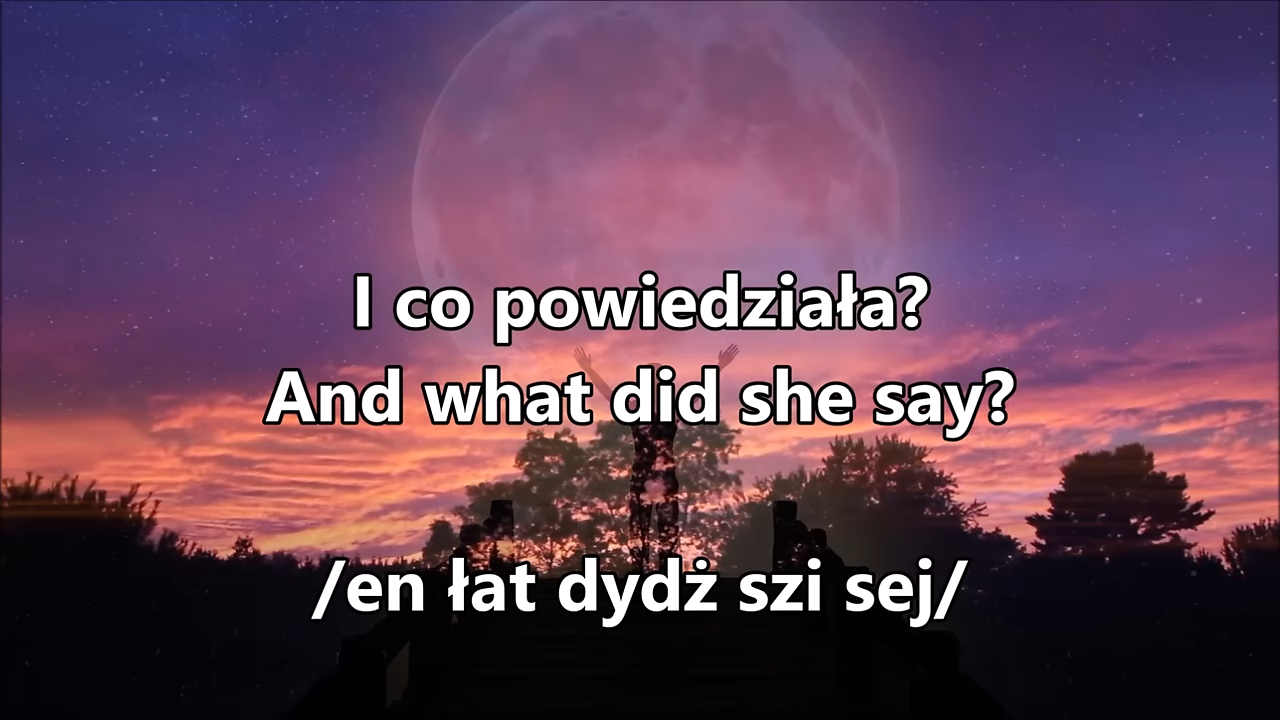 I co powiedziała?
And what did she say?
/en łat dydż szi sej/